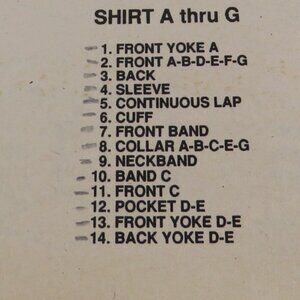 SHIRT A thru G
1. FRONT YOKE A
2. FRONT A-B-D-E-F-G
3. BACK
4. SLEEVE
5. CONTINUOUS LAP
6. CUFF
7. FRONT BAND
8. COLLAR A-B-C-E-G
9. NECKBAND
10. BAND C
11. FRONT C
12. POCKET D-E
13. FRONT YOKE D-E
14. BACK YOKE D-E